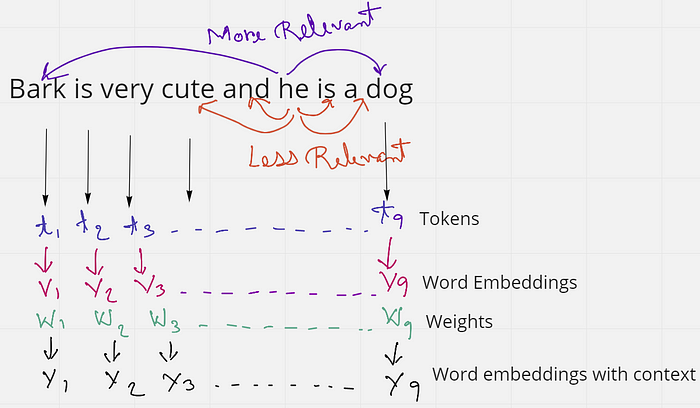 More Relevant
Bark is very cute and he is a dog
Less Relevant
t1 t2 t3 - - - - - - - - t9 Tokens
V1 V2 V3 - - - - - - - - V9 Word Embeddings
W1 W2 W3 - - - - - - - - W9 Weights
Y1 Y2 Y3 - - - - - - - - Y9 Word embeddings with context